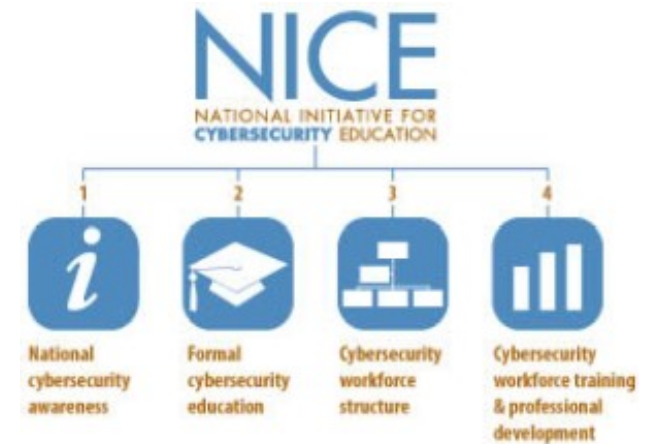 NICE
NATIONAL INITIATIVE FOR
CYBERSECURITY EDUCATION
1
2
3
4
i
National
cybersecurity
awareness
Formal
cybersecurity
education
Cybersecurity
workforce
structure
Cybersecurity
workforce training
& professional
development